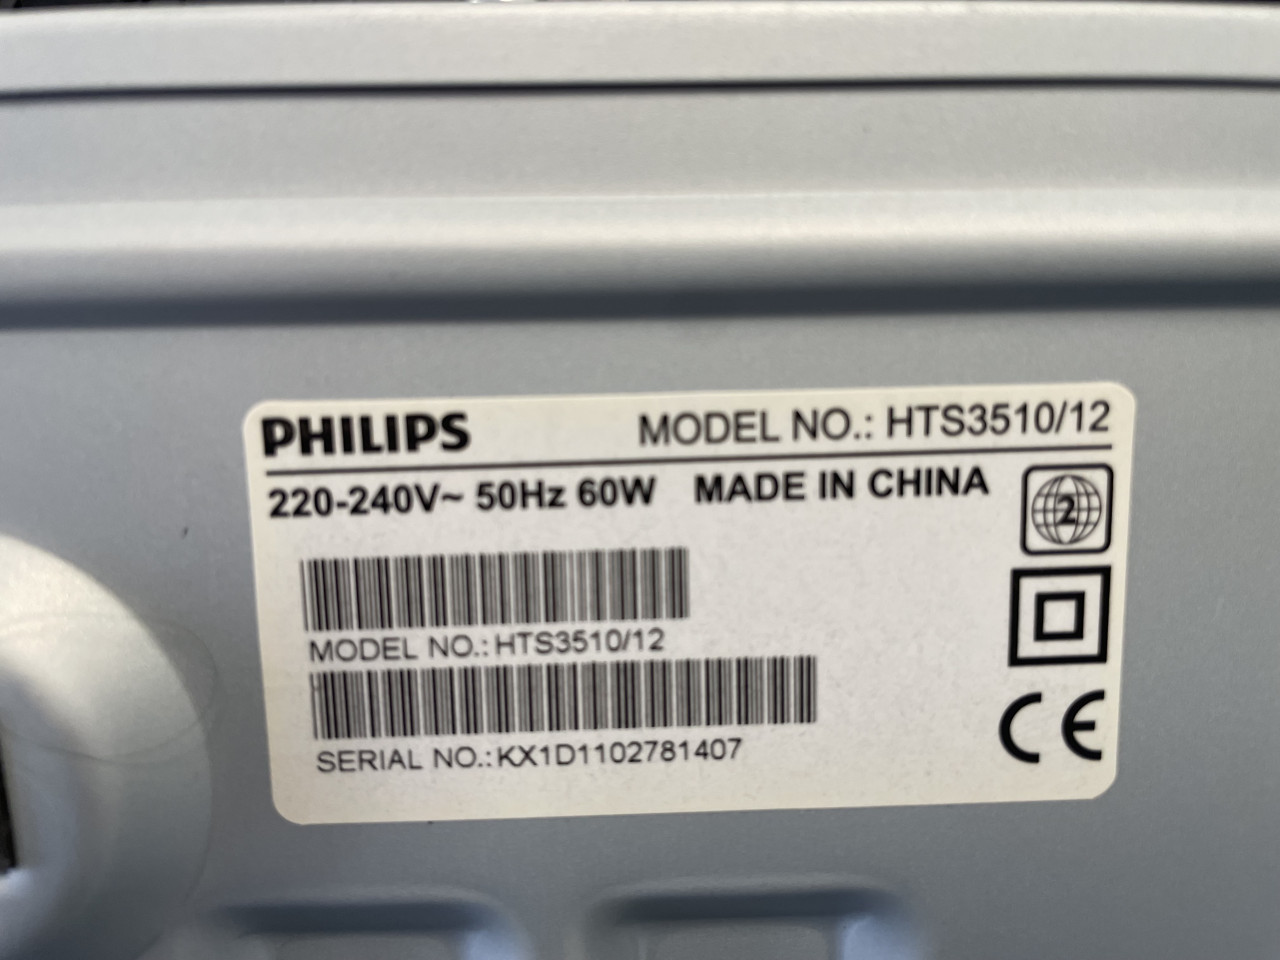 PHILIPS MODEL NO.: HTS3510/12
220-240V~ 50Hz 60W MADE IN CHINA
2
MODEL NO.: HTS3510/12
SERIAL NO.: KX1D1102781407
CE